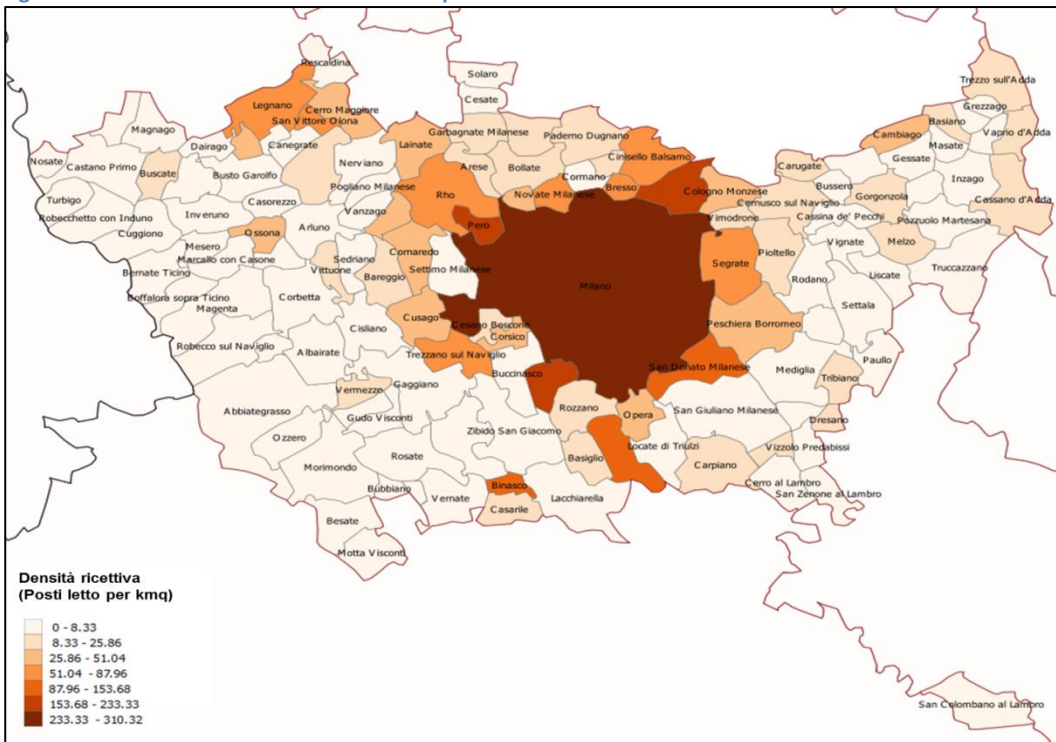 Rescaldina
Solaro
Cesate
Trezzo sull'Adda
Grezzago
Legnano
Cerro Maggiore
San Vittore Olona
Magnago
Dairago
Canegrate
Lainate
Garbagnate Milanese
Paderno Dugnano
Cambiago
Basiano
Vaprio d'Adda
Masate
Nosate
Castano Primo
Buscate
Busto Garolfo
Nerviano
Arese
Bollate
Cinisello Balsamo
Cormano
Carugate
Gessate
Inzago
Turbigo
Pogliano Milanese
Rho
Novate Milanese
Bresso
Cologno Monzese
Bussero
Gorgonzola
Cernusco sul Naviglio
Cassano d'Adda
Robecchetto con Induno
Inveruno
Casorezzo
Vanzago
Pero
Vimodrone
Cassina de' Pecchi
Pozzuolo Martesana
Cuggiono
Mesero
Ossona
Arluno
Cornaredo
Vignate
Melzo
Marcallo con Casone
Sedriano
Settimo Milanese
Segrate
Pioltello
Truccazzano
Bernate Ticino
Vittuone
Bareggio
Rodano
Liscate
Boffalora sopra Ticino
Magenta
Corbetta
Milano
Settala
Cusago
Cesano Boscone
Corsico
Peschiera Borromeo
Cisliano
Robecco sul Naviglio
Albairate
Trezzano sul Naviglio
Buccinasco
San Donato Milanese
Mediglia
Paullo
Tribiano
Vermezzo
Gaggiano
Abbiategrasso
Gudo Visconti
Rozzano
Opera
San Giuliano Milanese
Dresano
Zibido San Giacomo
Ozzero
Rosate
Basiglio
Locate di Triulzi
Vizzolo Predabissi
Morimondo
Carpiano
Binasco
Cerro al Lambro
Bubbiano
Vernate
Lacchiarella
San Zenone al Lambro
Casarile
Besate
Motta Visconti
San Colombano al Lambro
Densità ricettiva
(Posti letto per kmq)
0 - 8.33
8.33 - 25.86
25.86 - 51.04
51.04 - 87.96
87.96 - 153.68
153.68 - 233.33
233.33 - 310.32